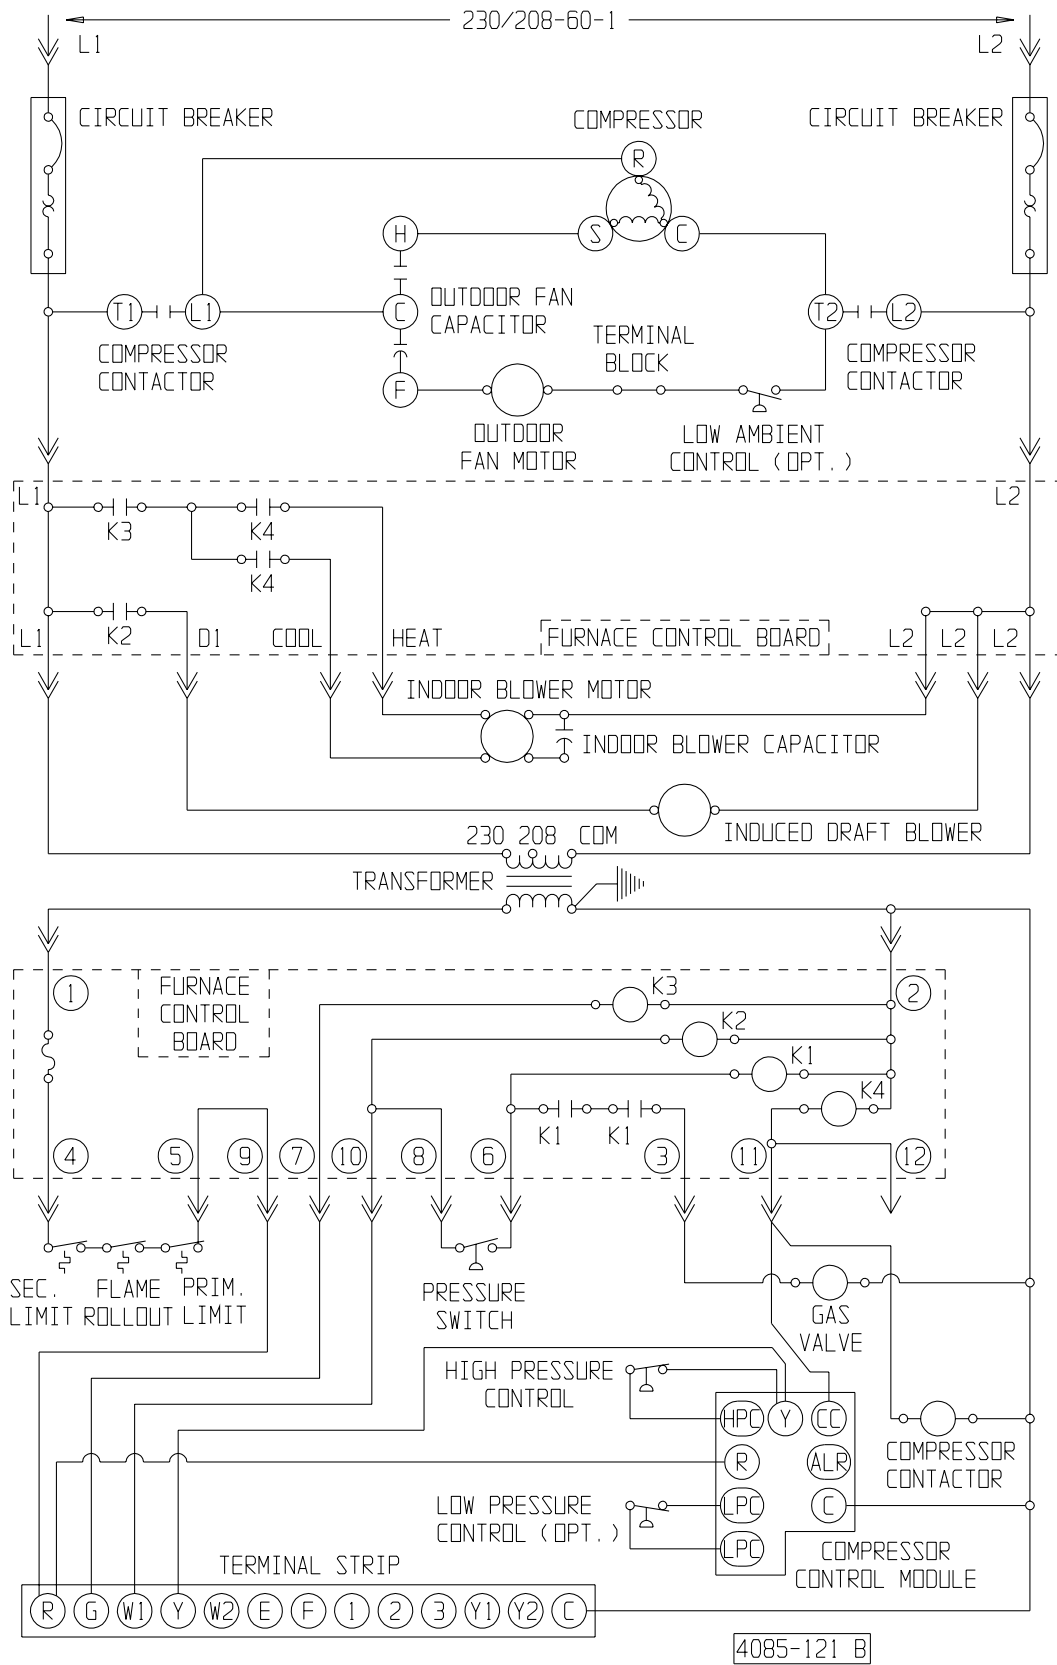 230/208-60-1
L1
L2
CIRCUIT BREAKER
COMPRESSOR
CIRCUIT BREAKER
R
H
S
C
T1
L1
C
OUTDOOR FAN
CAPACITOR
T2
L2
COMPRESSOR
CONTACTOR
TERMINAL
BLOCK
COMPRESSOR
CONTACTOR
F
OUTDOOR
FAN MOTOR
LOW AMBIENT
CONTROL (OPT.)
L1
L2
K3
K4
K4
K2
L1
D1
COOL
HEAT
FURNACE CONTROL BOARD
L2
L2
L2
INDOOR BLOWER MOTOR
INDOOR BLOWER CAPACITOR
INDUCED DRAFT BLOWER
230 208 COM
TRANSFORMER
1
FURNACE
CONTROL
BOARD
K3
2
K2
K1
K4
K1
K1
4
5
9
7
10
8
6
3
11
12
SEC.
LIMIT
FLAME
ROLLOUT
PRIM.
LIMIT
PRESSURE
SWITCH
GAS
VALVE
HIGH PRESSURE
CONTROL
HPC
Y
CC
R
ALR
COMPRESSOR
CONTACTOR
LOW PRESSURE
CONTROL (OPT.)
LPC
C
LPC
COMPRESSOR
CONTROL MODULE
TERMINAL STRIP
R G W1 Y W2 E F 1 2 3 Y1 Y2 C
4085-121 B